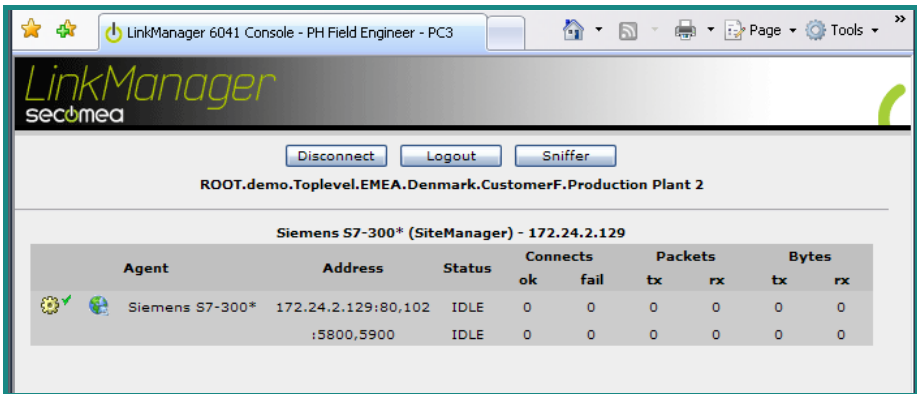 LinkManager 6041 Console - PH Field Engineer - PC3
Page
Tools
»
LinkManager
secomea
Disconnect Logout Sniffer
ROOT.demo.Toplevel.EMEA.Denmark.CustomerF.Production Plant 2
Siemens S7-300* (SiteManager) - 172.24.2.129
Agent Address Status Connects Packets Bytes
ok fail tx rx tx rx
Siemens S7-300* 172.24.2.129:80,102 IDLE 0 0 0 0 0 0
:5800,5900 IDLE 0 0 0 0 0 0